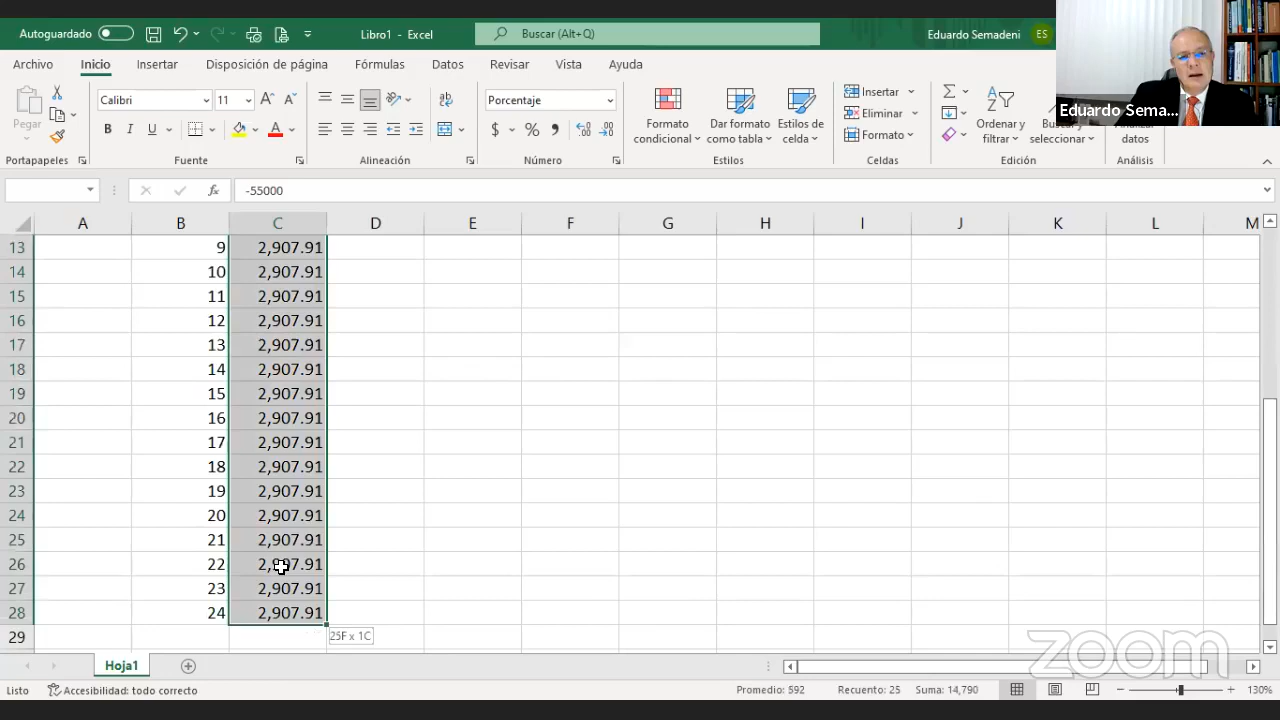 Autoguardado
Libro1 - Excel
Buscar (Alt+Q)
Eduardo Semadeni ES
Eduardo Sema...
Archivo Inicio Insertar Disposición de página Fórmulas Datos Revisar Vista Ayuda
Pegar
Calibri 11
N K S
Porcentaje
$ % 000
Formato condicional
Dar formato como tabla
Estilos de celda
Insertar
Eliminar
Formato
Ordenar y filtrar
seleccionar
datos
Portapapeles Fuente Alineación Número Estilos Celdas Edición Análisis
fx -55000
A B C D E F G H I J K L M
13 9 2,907.91
14 10 2,907.91
15 11 2,907.91
16 12 2,907.91
17 13 2,907.91
18 14 2,907.91
19 15 2,907.91
20 16 2,907.91
21 17 2,907.91
22 18 2,907.91
23 19 2,907.91
24 20 2,907.91
25 21 2,907.91
26 22 2,907.91
27 23 2,907.91
28 24 2,907.91
29
25F x 1C
zoom
Hoja1
Listo Accesibilidad: todo correcto Promedio: 592 Recuento: 25 Suma: 14,790 130%